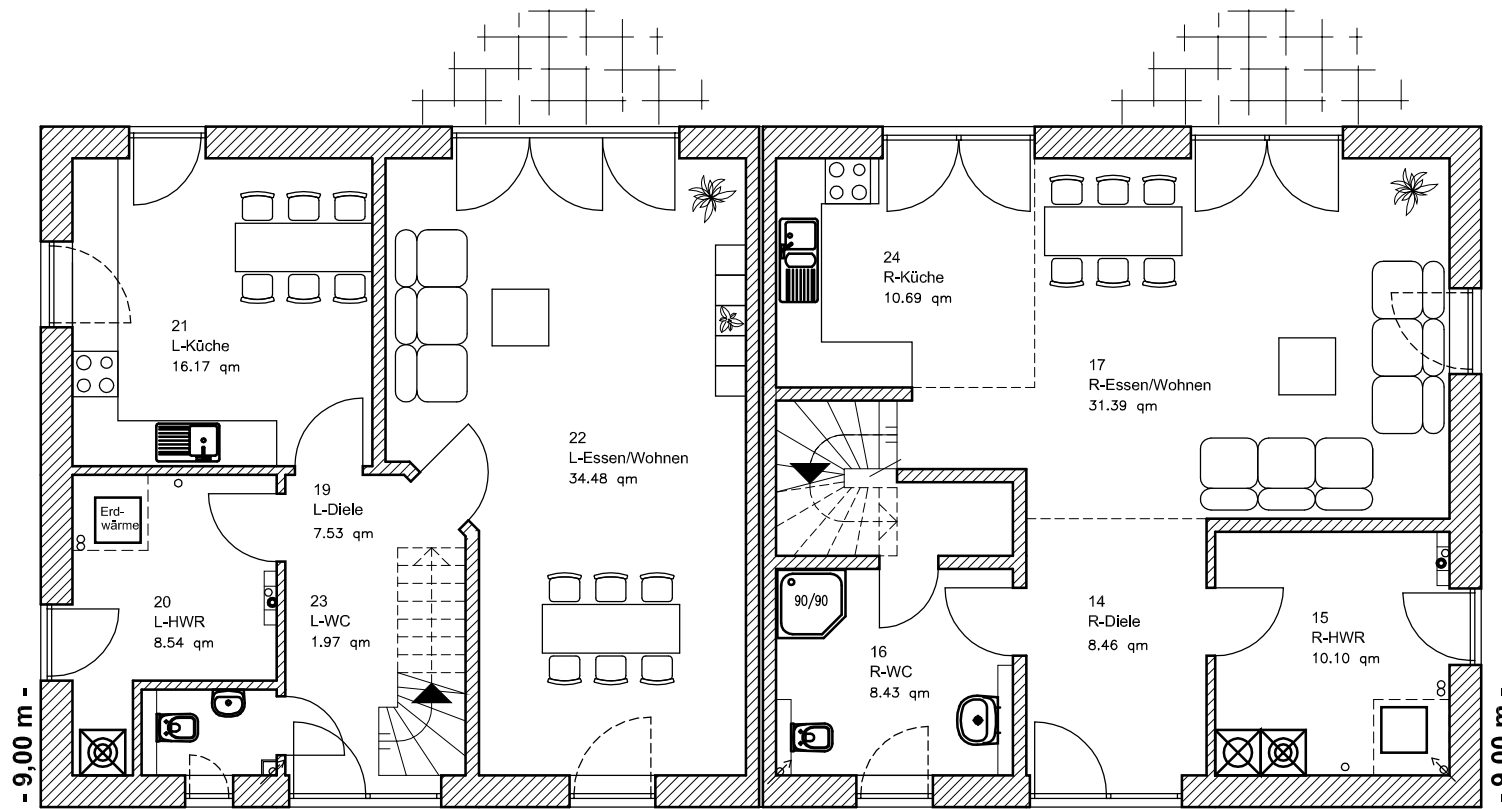 21
L-Küche
16.17 qm
22
L-Essen/Wohnen
34.48 qm
19
L-Diele
7.53 qm
Erd-
wärme
20
L-HWR
8.54 qm
23
L-WC
1.97 qm
- 9,00 m -
24
R-Küche
10.69 qm
17
R-Essen/Wohnen
31.39 qm
90/90
16
R-WC
8.43 qm
14
R-Diele
8.46 qm
15
R-HWR
10.10 qm
- 9,00 m -